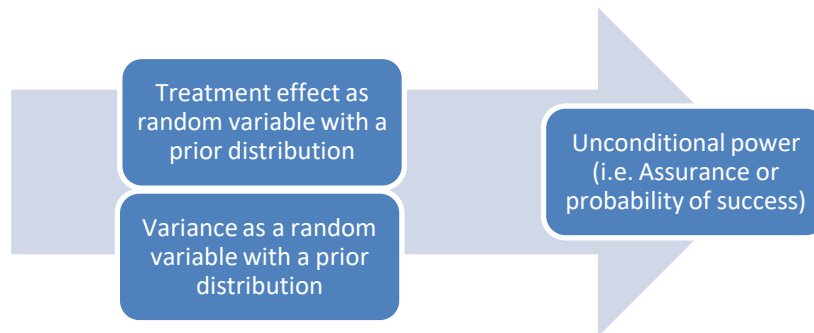 Treatment effect as
random variable with a
prior distribution
Variance as a random
variable with a prior
distribution
Unconditional power
(i.e. Assurance or
probability of success)